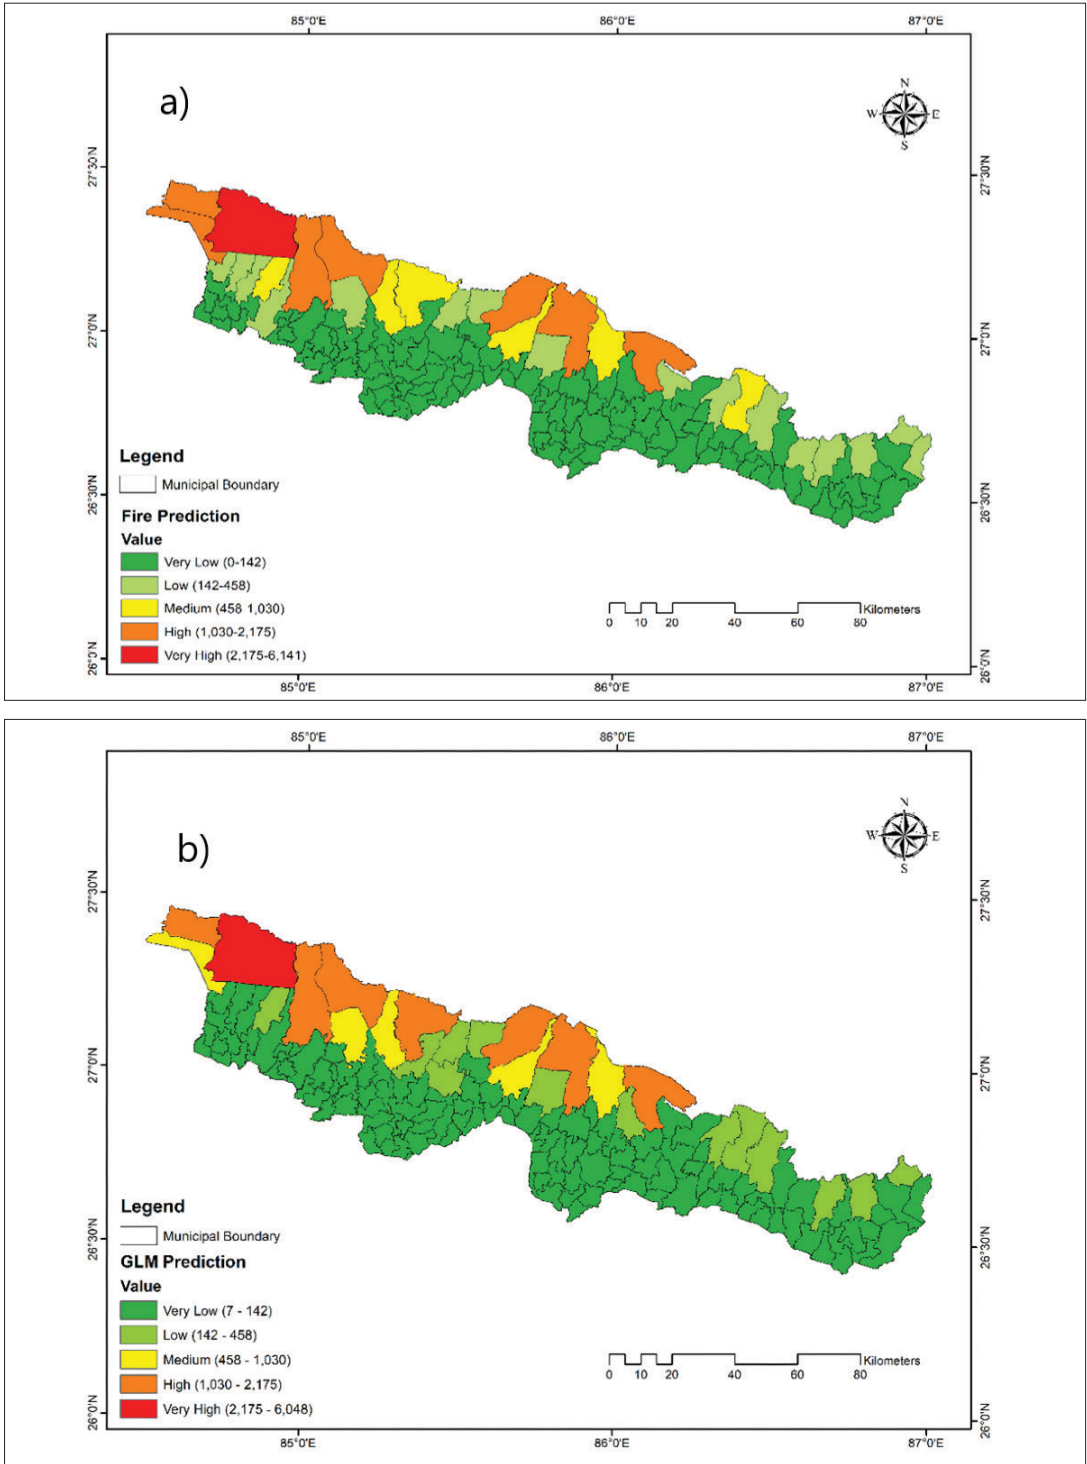 85°0'E 86°0'E 87°0'E
a)
N
W E
S
27°30'N
27°30'N
27°0'N
27°0'N
Legend
Municipal Boundary
26°30'N
26°30'N
Fire Prediction
Value
Very Low (0-142)
Low (142-458)
Medium (458 1,030)
High (1,030-2,175)
Very High (2,175-6,141)
Kilometers
0 10 20 40 60 80
26°0'N
26°0'N
85°0'E 86°0'E 87°0'E
85°0'E 86°0'E 87°0'E
b)
N
W E
S
27°30'N
27°30'N
27°0'N
27°0'N
Legend
Municipal Boundary
26°30'N
26°30'N
GLM Prediction
Value
Very Low (7 - 142)
Low (142 - 458)
Medium (458 - 1,030)
High (1,030 - 2,175)
Very High (2,175 - 6,048)
Kilometers
0 10 20 40 60 80
26°0'N
26°0'N
85°0'E 86°0'E 87°0'E